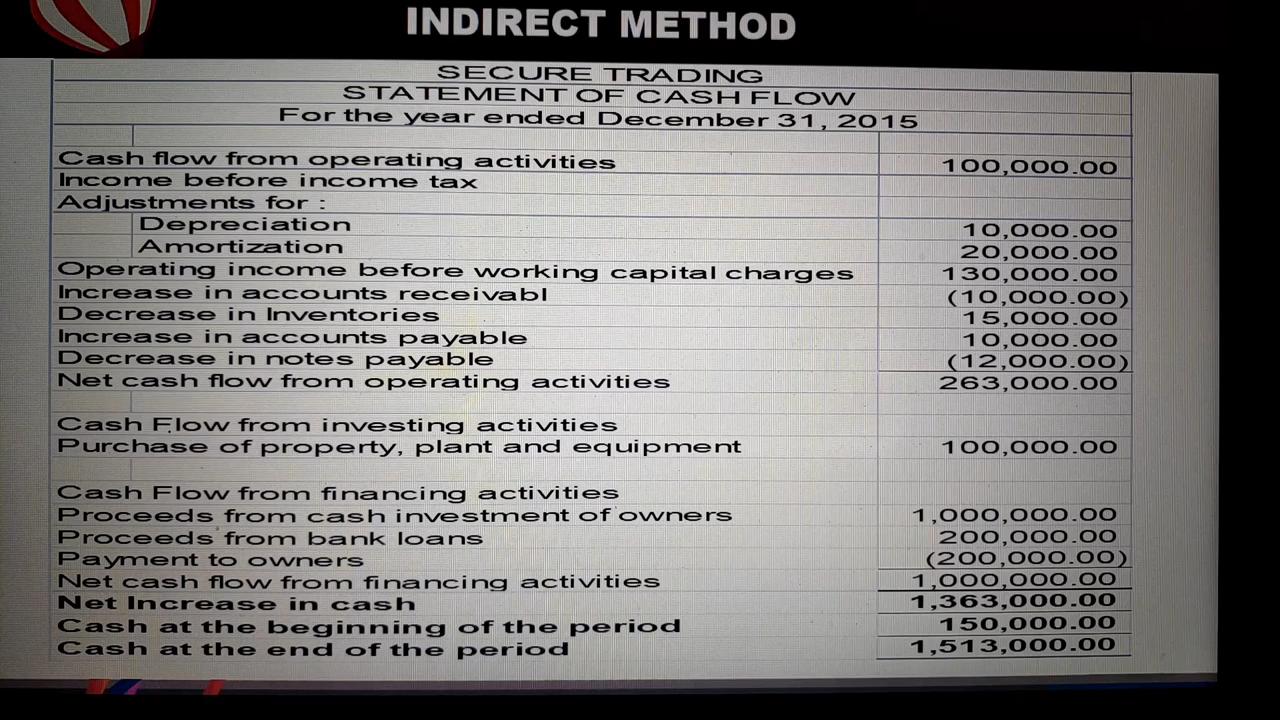 INDIRECT METHOD
SECURE TRADING
STATEMENT OF CASH FLOW
For the year ended December 31, 2015
Cash flow from operating activities 100,000.00
Income before income tax
Adjustments for :
Depreciation 10,000.00
Amortization 20,000.00
Operating income before working capital charges 130,000.00
Increase in accounts receivabl (10,000.00)
Decrease in Inventories 15,000.00
Increase in accounts payable 10,000.00
Decrease in notes payable (12,000.00)
Net cash flow from operating activities 263,000.00
Cash Flow from investing activities
Purchase of property, plant and equipment 100,000.00
Cash Flow from financing activities
Proceeds from cash investment of owners 1,000,000.00
Proceeds from bank loans 200,000.00
Payment to owners (200,000.00)
Net cash flow from financing activities 1,000,000.00
Net Increase in cash 1,363,000.00
Cash at the beginning of the period 150,000.00
Cash at the end of the period 1,513,000.00